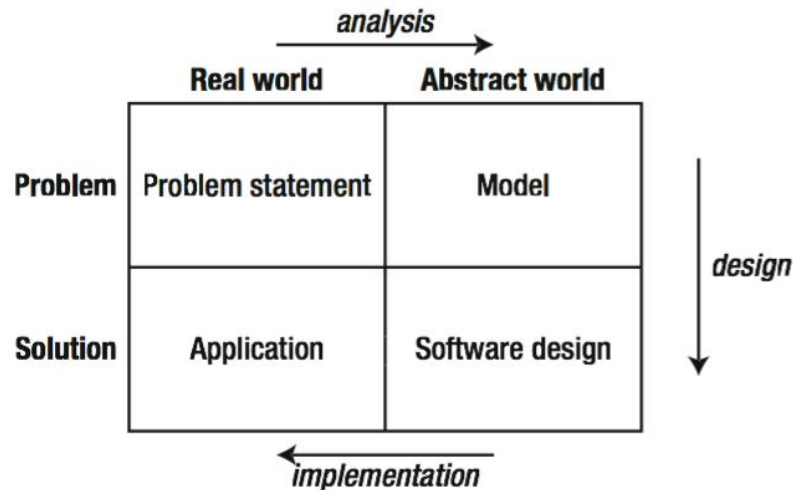 analysis
Real world Abstract world
Problem Problem statement Model
design
Solution Application Software design
implementation